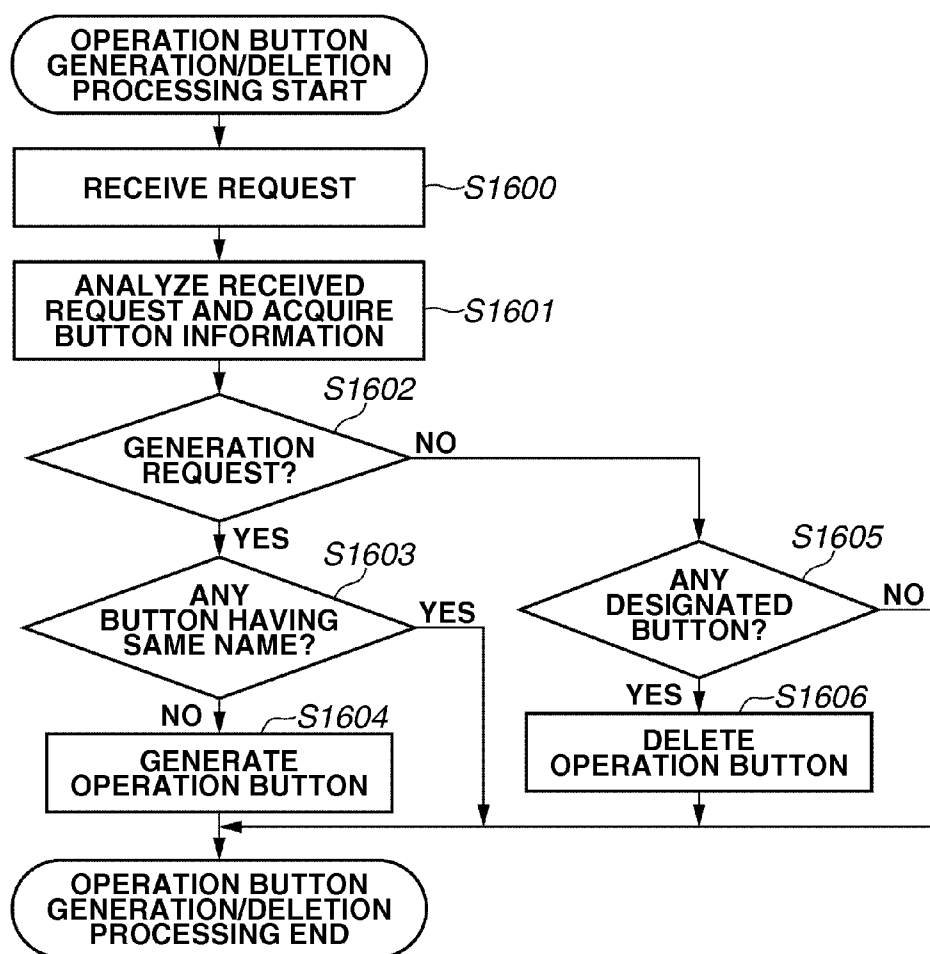 OPERATION BUTTON
GENERATION/DELETION
PROCESSING START
RECEIVE REQUEST
S1600
ANALYZE RECEIVED
REQUEST AND ACQUIRE
BUTTON INFORMATION
S1601
S1602
GENERATION
REQUEST?
NO
YES
S1603
ANY
BUTTON HAVING
SAME NAME?
YES
S1605
ANY
DESIGNATED
BUTTON?
NO
NO
S1604
GENERATE
OPERATION BUTTON
YES
S1606
DELETE
OPERATION BUTTON
OPERATION BUTTON
GENERATION/DELETION
PROCESSING END